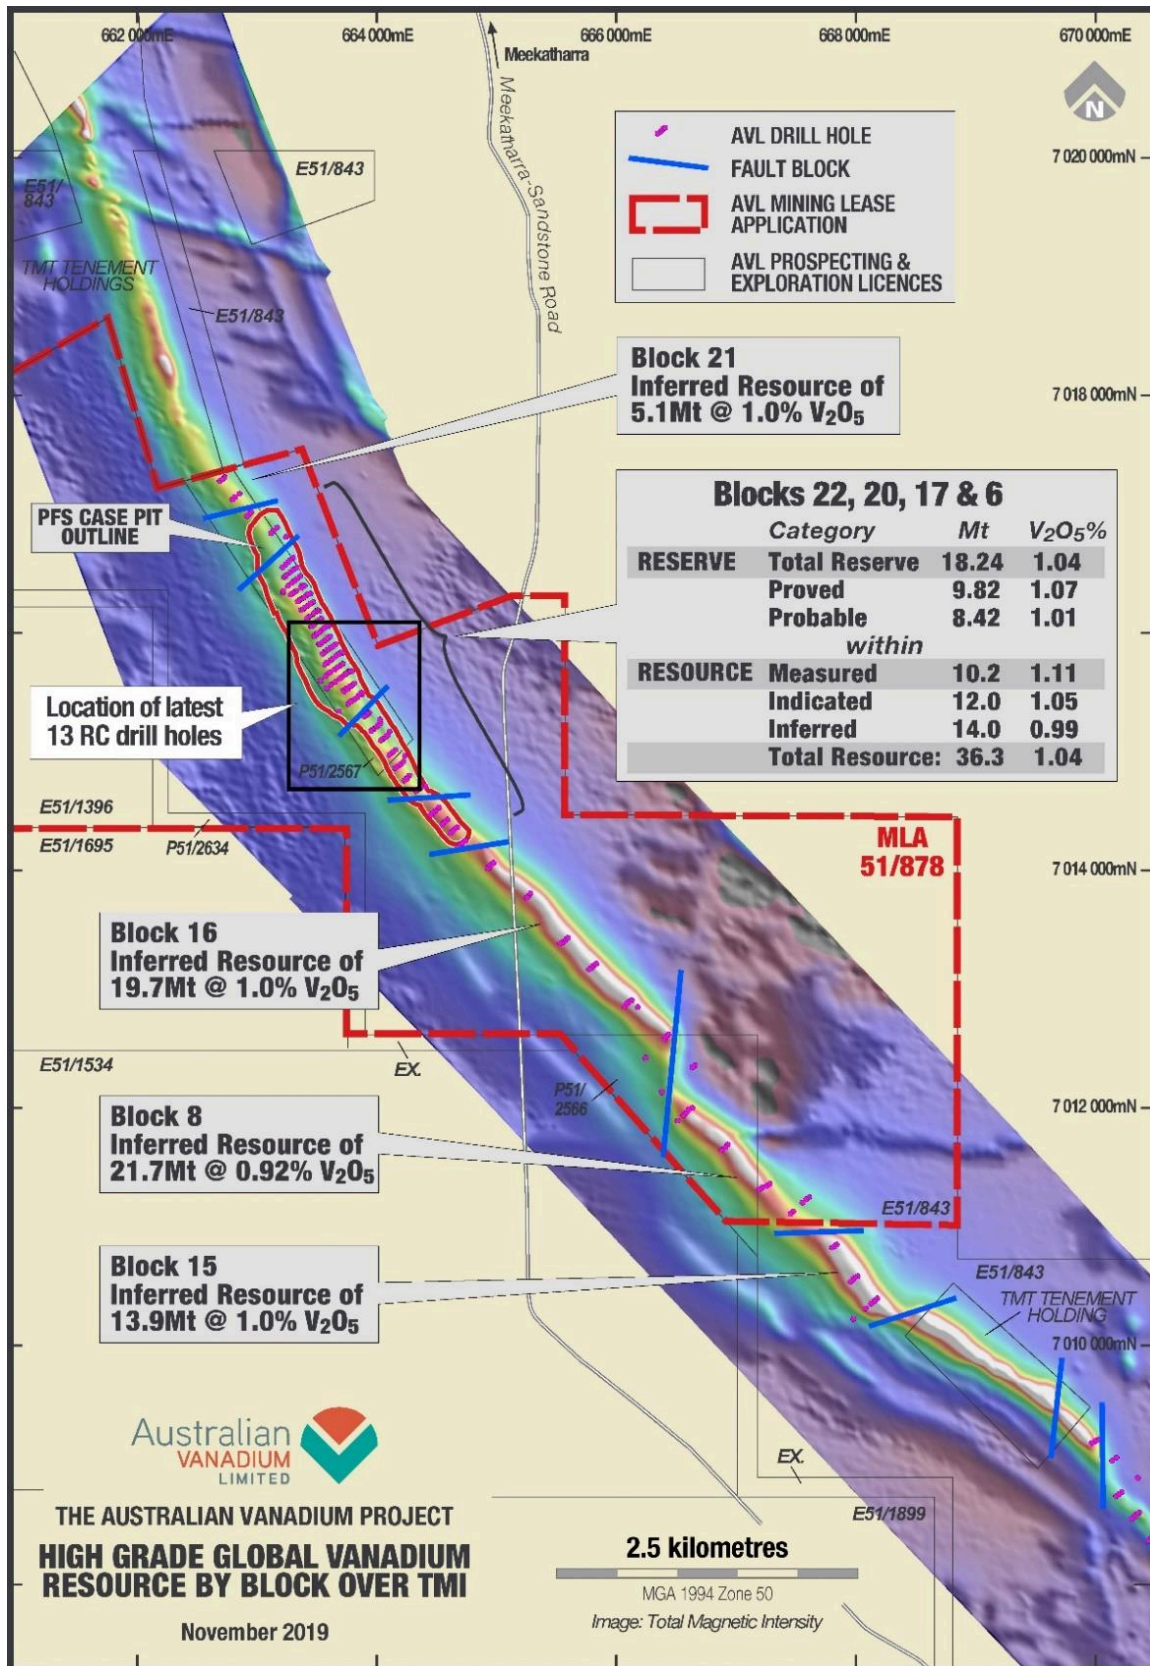 662 000mE
664 000mE
666 000mE
668 000mE
670 000mE
Meekatharra
Meekatharra-Sandstone Road
N
AVL DRILL HOLE
FAULT BLOCK
AVL MINING LEASE
APPLICATION
AVL PROSPECTING &
EXPLORATION LICENCES
7 020 000mN
E51/843
E51/
843
TMT TENEMENT
HOLDINGS
E51/843
Block 21
Inferred Resource of
5.1Mt @ 1.0% V₂O₅
7 018 000mN
PFS CASE PIT
OUTLINE
Blocks 22, 20, 17 & 6
Category Mt V₂O₅%
RESERVE Total Reserve 18.24 1.04
Proved 9.82 1.07
Probable 8.42 1.01
within
RESOURCE Measured 10.2 1.11
Indicated 12.0 1.05
Inferred 14.0 0.99
Total Resource: 36.3 1.04
Location of latest
13 RC drill holes
P51/2567
E51/1396
E51/1695
P51/2634
MLA
51/878
7 014 000mN
Block 16
Inferred Resource of
19.7Mt @ 1.0% V₂O₅
E51/1534
EX.
P51/
2566
7 012 000mN
Block 8
Inferred Resource of
21.7Mt @ 0.92% V₂O₅
E51/843
Block 15
Inferred Resource of
13.9Mt @ 1.0% V₂O₅
E51/843
TMT TENEMENT
HOLDING
7 010 000mN
Australian
VANADIUM
LIMITED
EX.
E51/1899
THE AUSTRALIAN VANADIUM PROJECT
HIGH GRADE GLOBAL VANADIUM
RESOURCE BY BLOCK OVER TMI
November 2019
2.5 kilometres
MGA 1994 Zone 50
Image: Total Magnetic Intensity